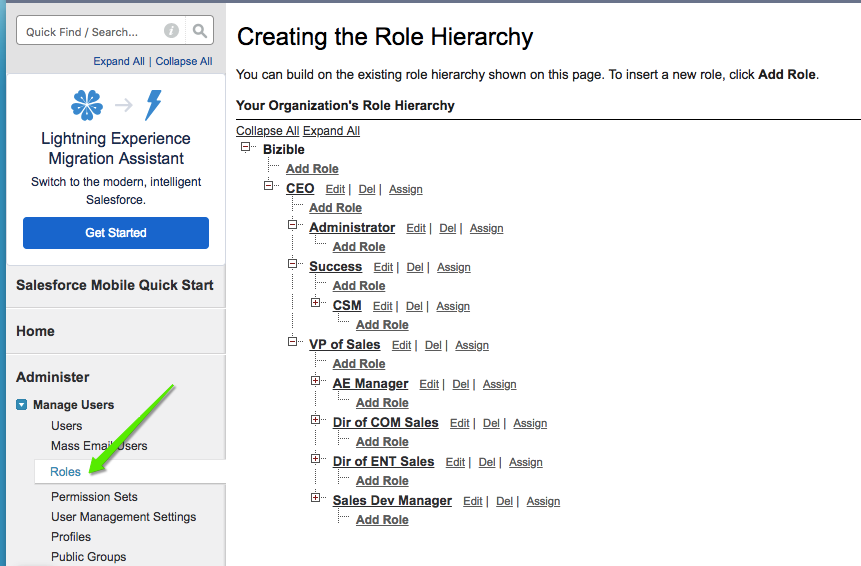 Quick Find / Search...
Expand All | Collapse All
Lightning Experience
Migration Assistant
Switch to the modern, intelligent
Salesforce.
Get Started
Salesforce Mobile Quick Start
Home
Administer
Manage Users
Users
Mass Email Users
Roles
Permission Sets
User Management Settings
Profiles
Public Groups
Creating the Role Hierarchy
You can build on the existing role hierarchy shown on this page. To insert a new role, click Add Role.
Your Organization's Role Hierarchy
Collapse All Expand All
Bizible
Add Role
CEO Edit | Del | Assign
Add Role
Administrator Edit | Del | Assign
Add Role
Success Edit | Del | Assign
Add Role
CSM Edit | Del | Assign
Add Role
VP of Sales Edit | Del | Assign
Add Role
AE Manager Edit | Del | Assign
Add Role
Dir of COM Sales Edit | Del | Assign
Add Role
Dir of ENT Sales Edit | Del | Assign
Add Role
Sales Dev Manager Edit | Del | Assign
Add Role